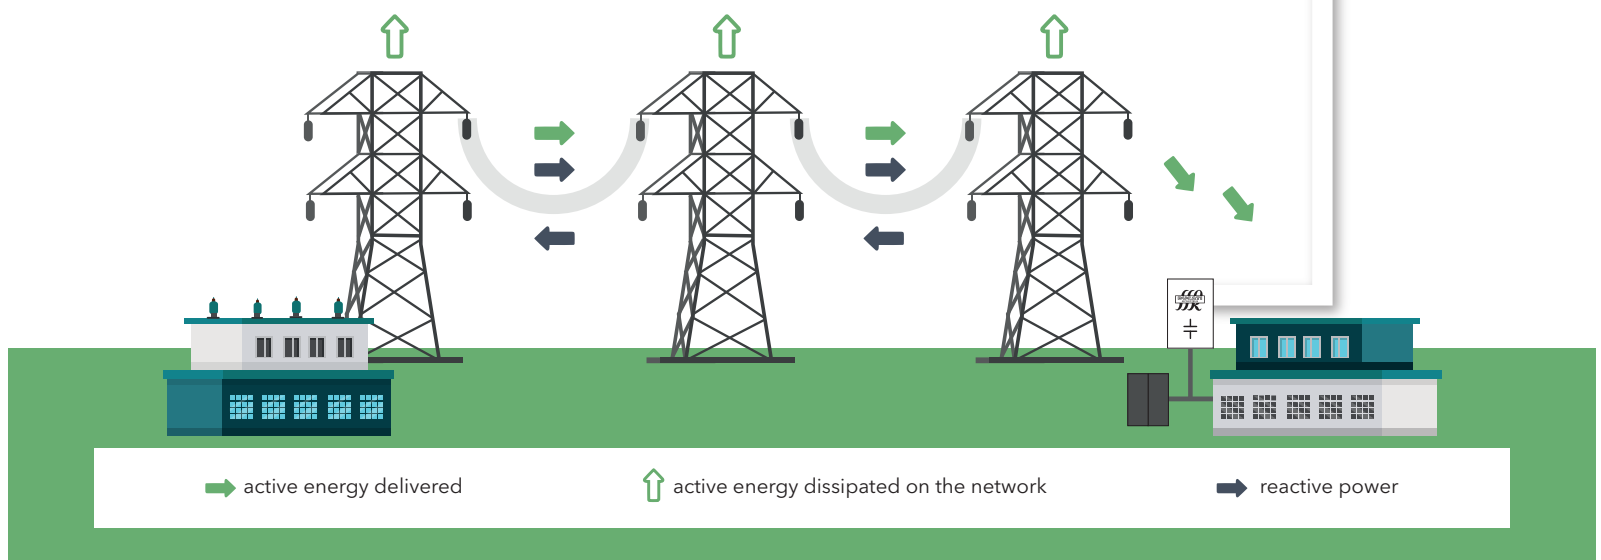 active energy delivered
active energy dissipated on the network
reactive power